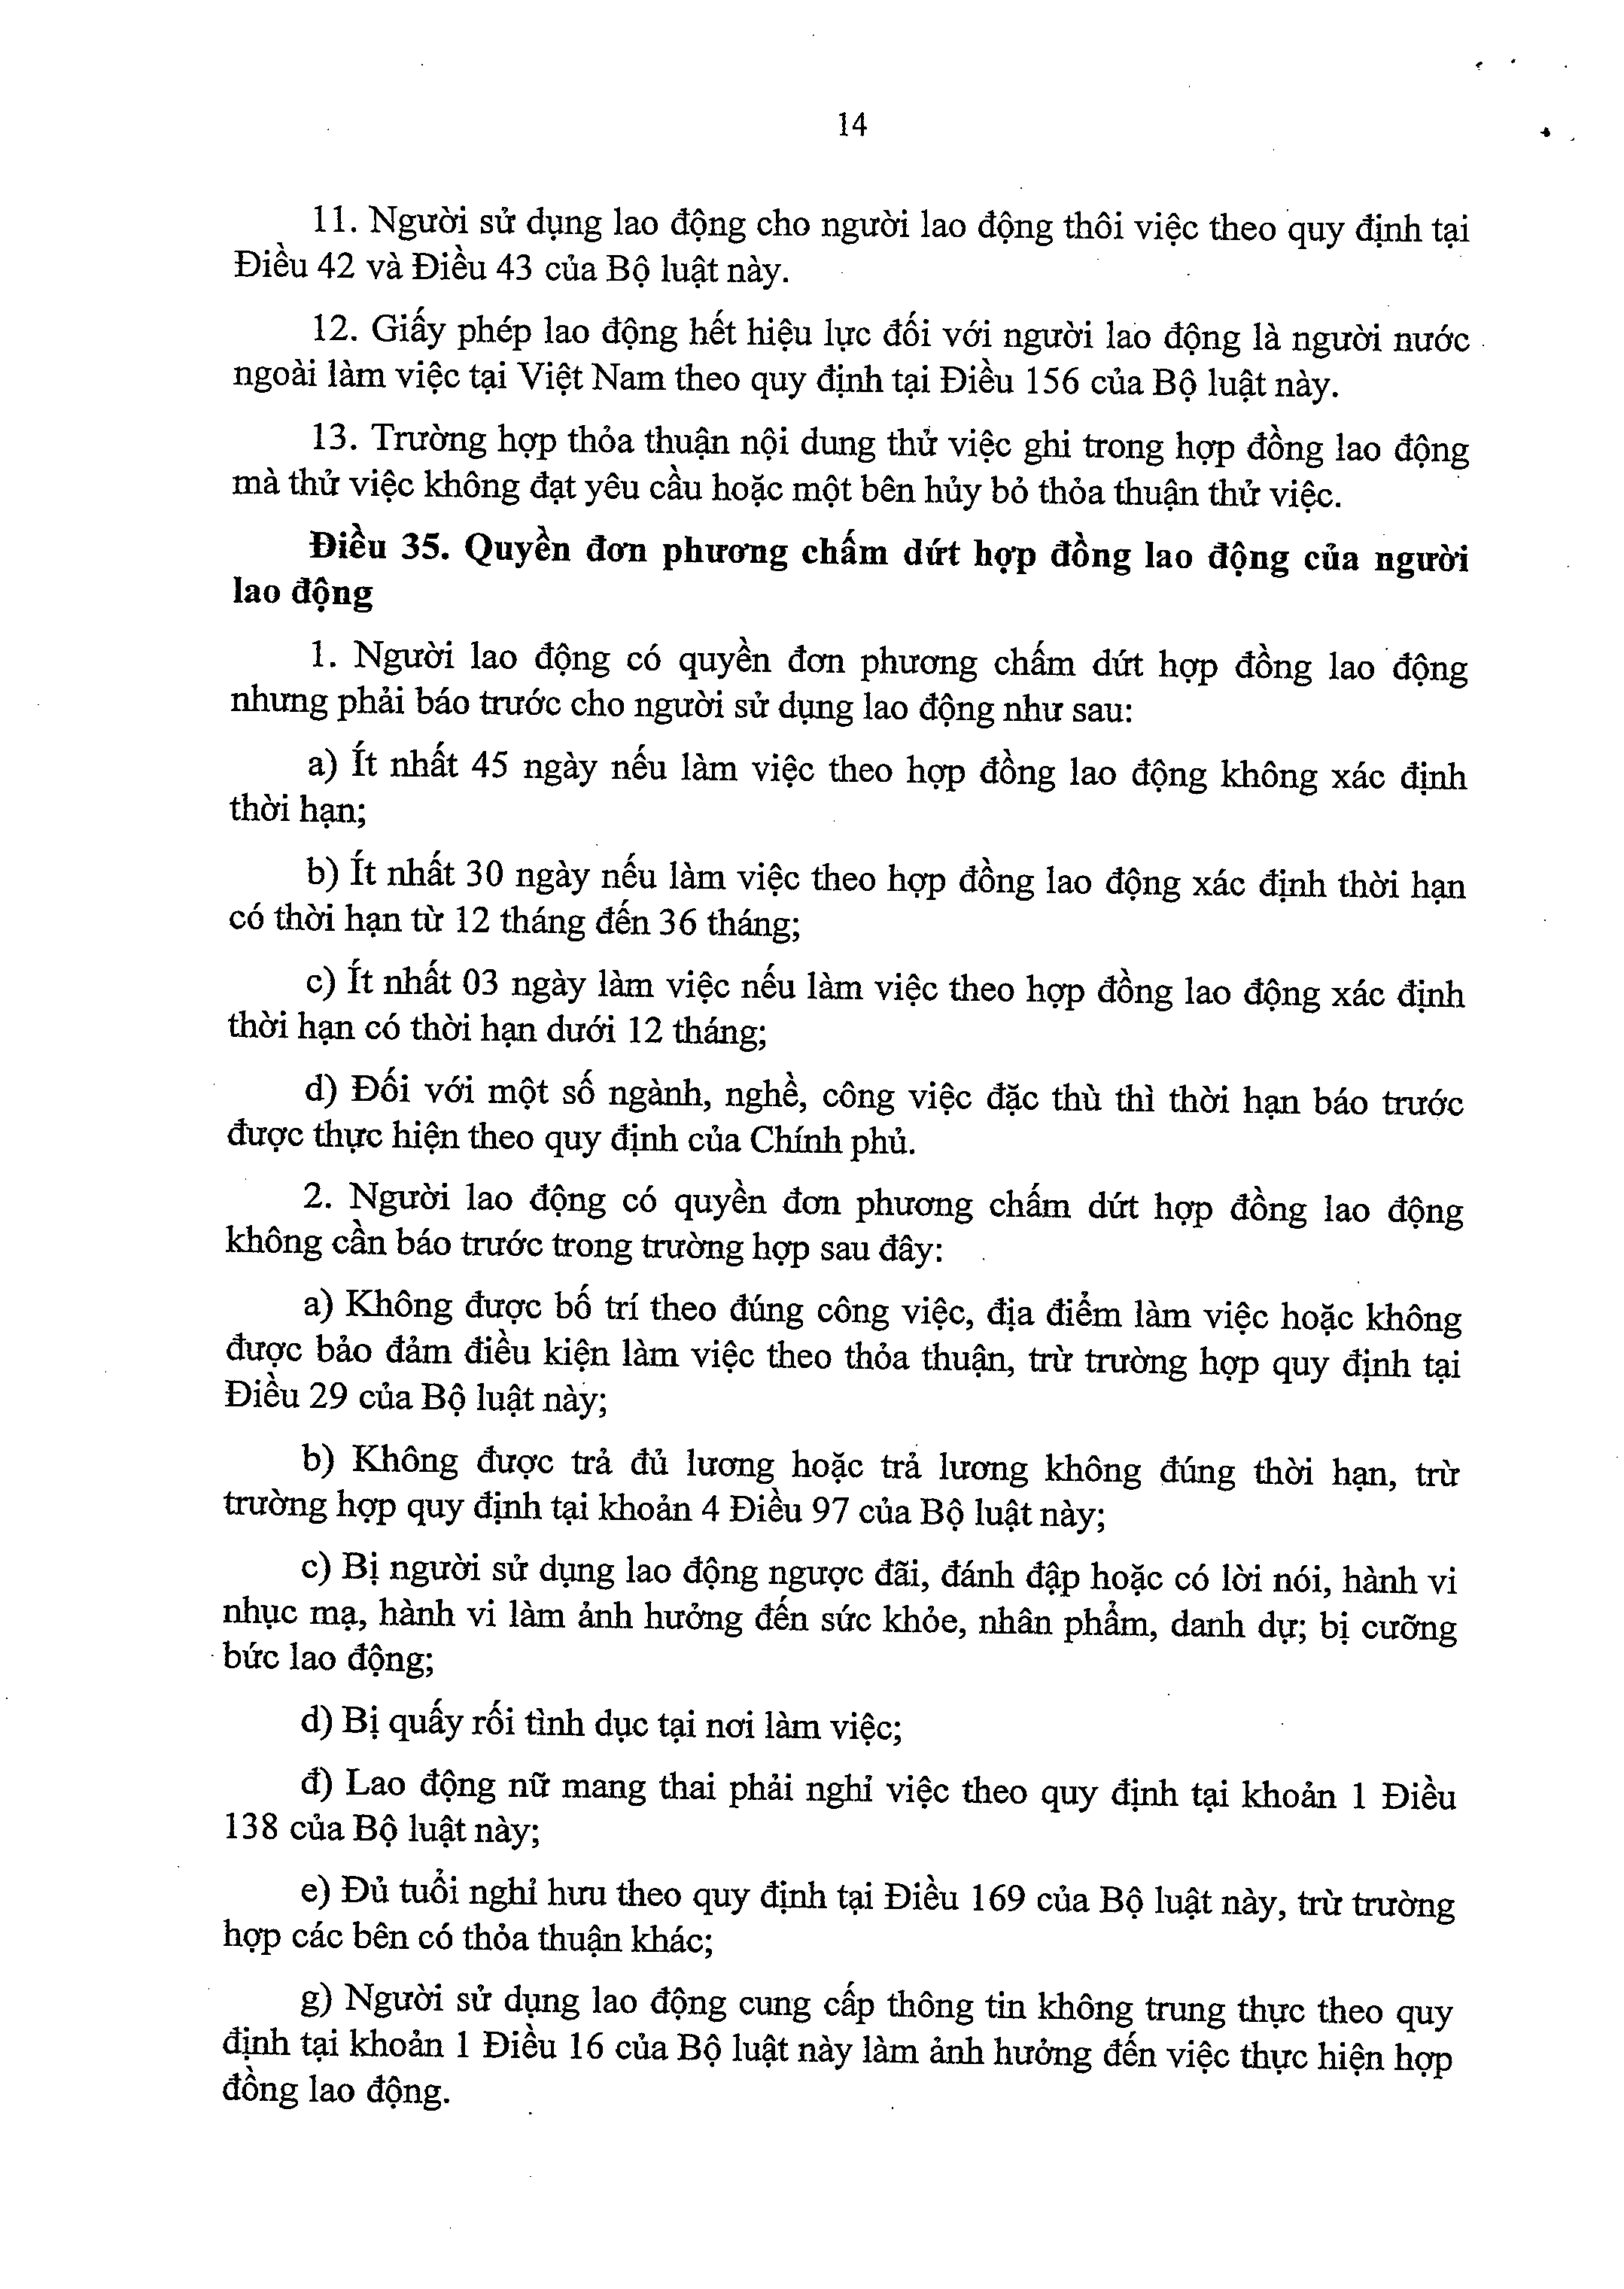 14
11. Người sử dụng lao động cho người lao động thôi việc theo quy định tại
Điều 42 và Điều 43 của Bộ luật này.
12. Giấy phép lao động hết hiệu lực đối với người lao động là người nước
ngoài làm việc tại Việt Nam theo quy định tại Điều 156 của Bộ luật này.
13. Trường hợp thỏa thuận nội dung thử việc ghi trong hợp đồng lao động
mà thử việc không đạt yêu cầu hoặc một bên hủy bỏ thỏa thuận thử việc.
Điều 35. Quyền đơn phương chấm dứt hợp đồng lao động của người
lao động
1. Người lao động có quyền đơn phương chấm dứt hợp đồng lao động
nhưng phải báo trước cho người sử dụng lao động như sau:
a) Ít nhất 45 ngày nếu làm việc theo hợp đồng lao động không xác định
thời hạn;
b) Ít nhất 30 ngày nếu làm việc theo hợp đồng lao động xác định thời hạn
có thời hạn từ 12 tháng đến 36 tháng;
c) Ít nhất 03 ngày làm việc nếu làm việc theo hợp đồng lao động xác định
thời hạn có thời hạn dưới 12 tháng;
d) Đối với một số ngành, nghề, công việc đặc thù thì thời hạn báo trước
được thực hiện theo quy định của Chính phủ.
2. Người lao động có quyền đơn phương chấm dứt hợp đồng lao động
không cần báo trước trong trường hợp sau đây:
a) Không được bố trí theo đúng công việc, địa điểm làm việc hoặc không
được bảo đảm điều kiện làm việc theo thỏa thuận, trừ trường hợp quy định tại
Điều 29 của Bộ luật này;
b) Không được trả đủ lương hoặc trả lương không đúng thời hạn, trừ
trường hợp quy định tại khoản 4 Điều 97 của Bộ luật này;
c) Bị người sử dụng lao động ngược đãi, đánh đập hoặc có lời nói, hành vi
nhục mạ, hành vi làm ảnh hưởng đến sức khỏe, nhân phẩm, danh dự; bị cưỡng
bức lao động;
d) Bị quấy rối tình dục tại nơi làm việc;
đ) Lao động nữ mang thai phải nghỉ việc theo quy định tại khoản 1 Điều
138 của Bộ luật này;
e) Đủ tuổi nghỉ hưu theo quy định tại Điều 169 của Bộ luật này, trừ trường
hợp các bên có thỏa thuận khác;
g) Người sử dụng lao động cung cấp thông tin không trung thực theo quy
định tại khoản 1 Điều 16 của Bộ luật này làm ảnh hưởng đến việc thực hiện hợp
đồng lao động.